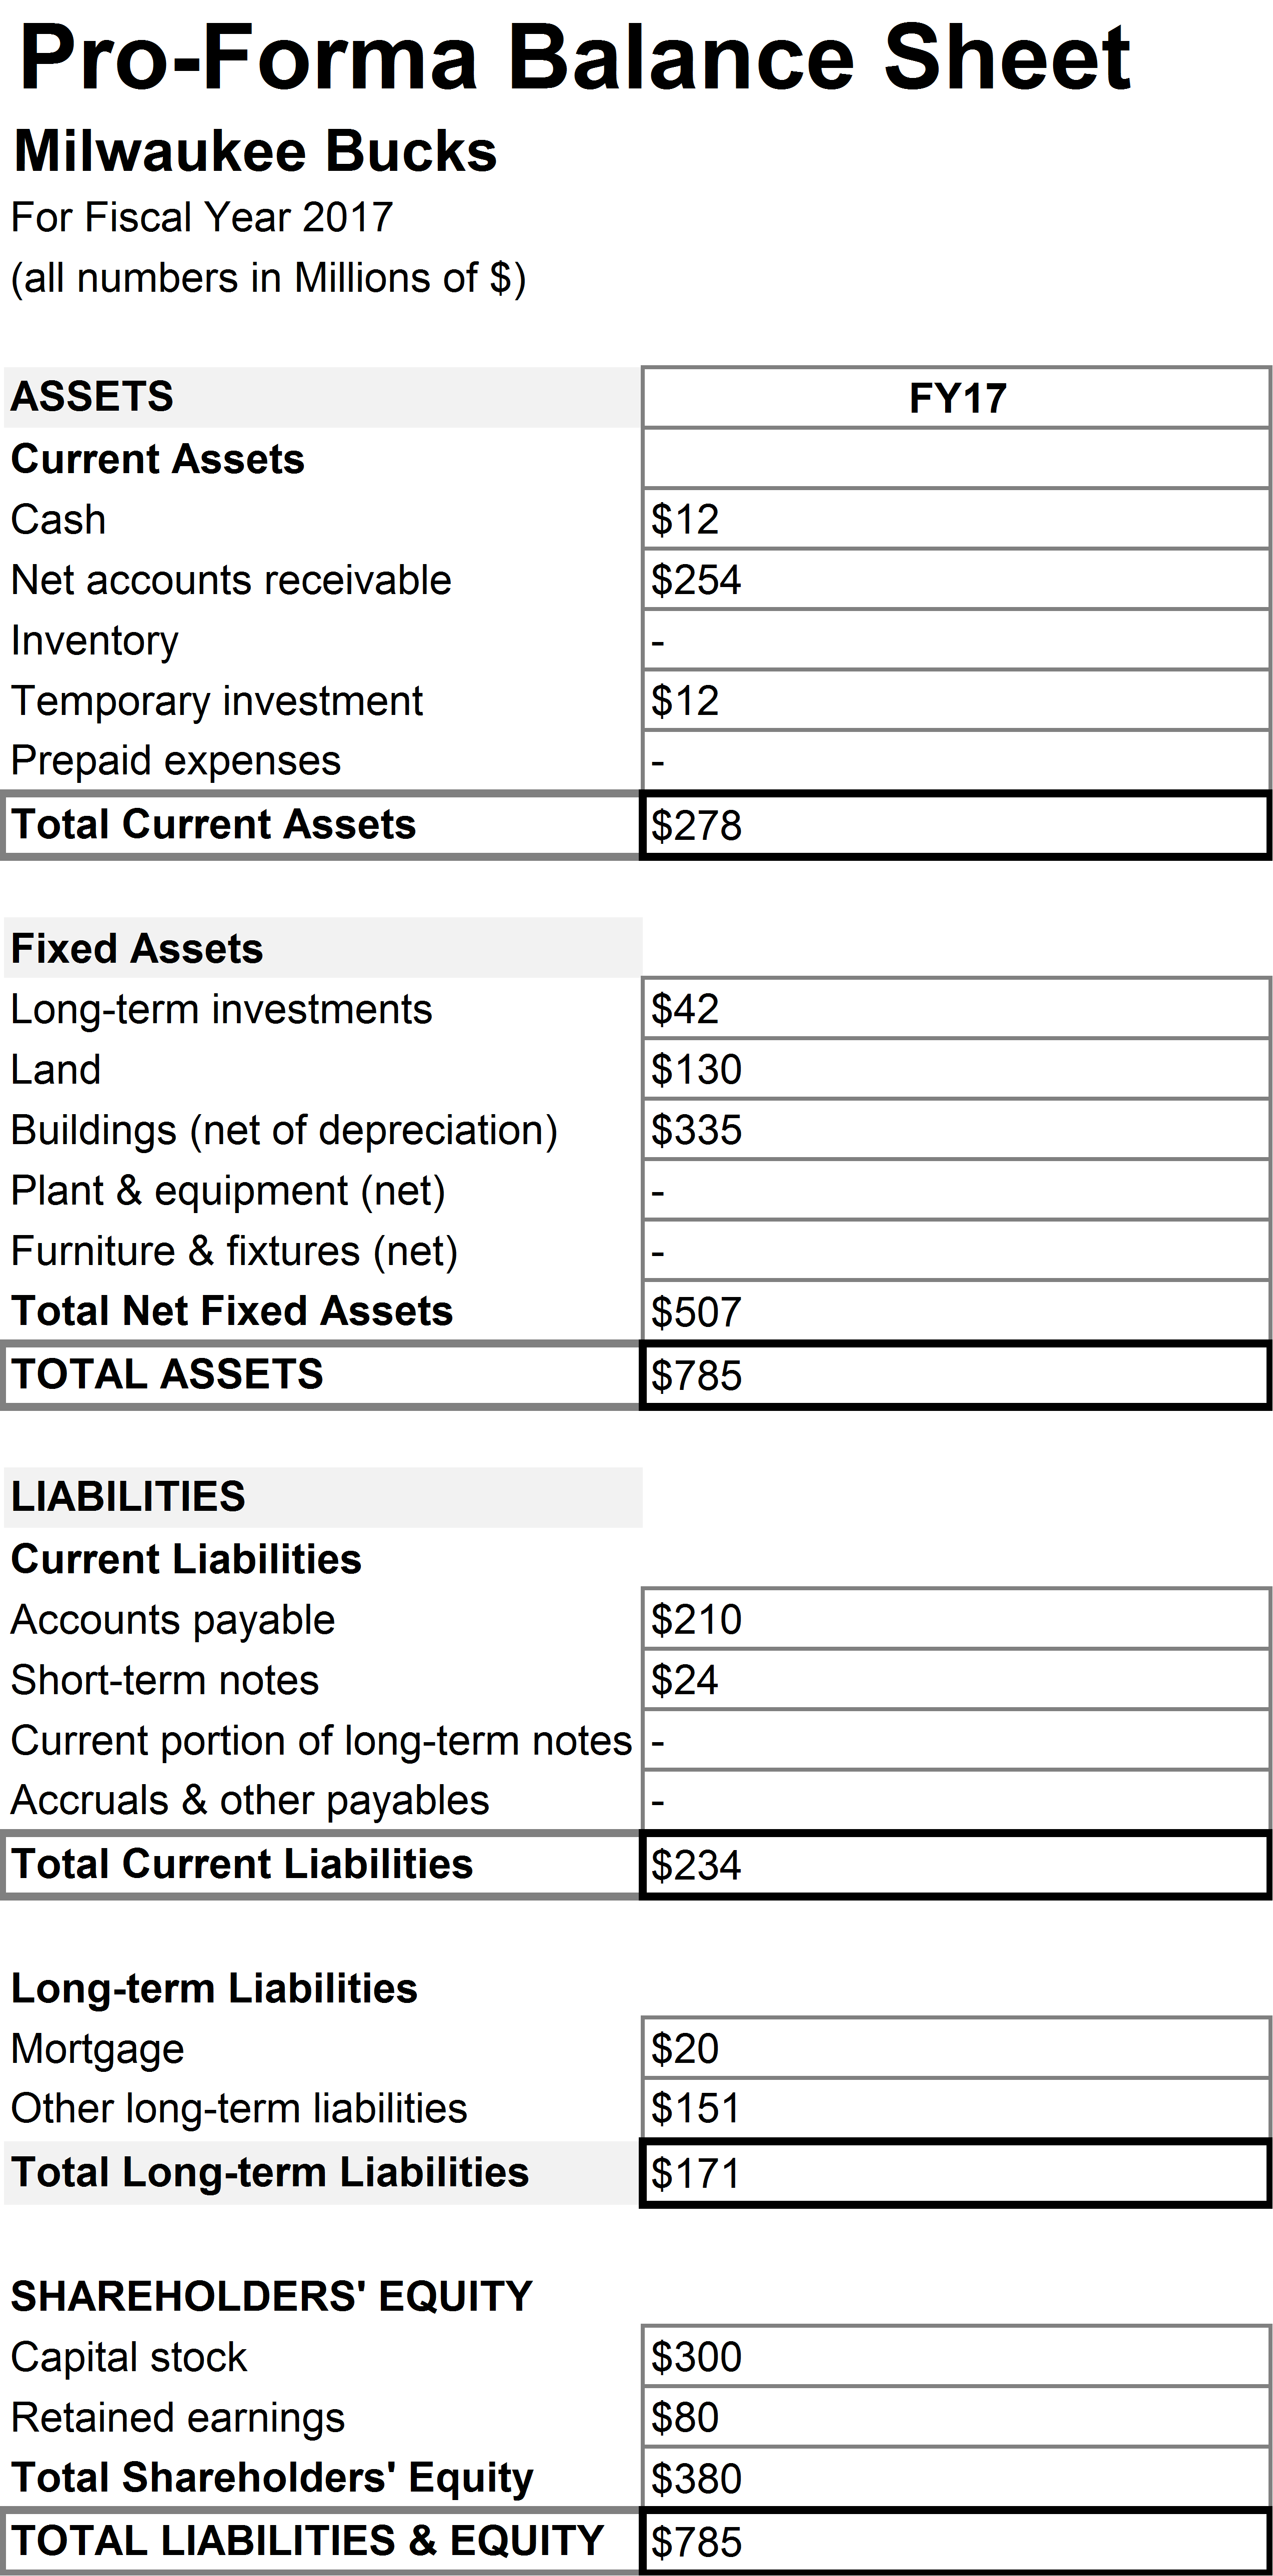 Pro-Forma Balance Sheet
Milwaukee Bucks
For Fiscal Year 2017
(all numbers in Millions of $)
ASSETS FY17
Current Assets
Cash $12
Net accounts receivable $254
Inventory -
Temporary investment $12
Prepaid expenses -
Total Current Assets $278
Fixed Assets
Long-term investments $42
Land $130
Buildings (net of depreciation) $335
Plant & equipment (net) -
Furniture & fixtures (net) -
Total Net Fixed Assets $507
TOTAL ASSETS $785
LIABILITIES
Current Liabilities
Accounts payable $210
Short-term notes $24
Current portion of long-term notes -
Accruals & other payables -
Total Current Liabilities $234
Long-term Liabilities
Mortgage $20
Other long-term liabilities $151
Total Long-term Liabilities $171
SHAREHOLDERS' EQUITY
Capital stock $300
Retained earnings $80
Total Shareholders' Equity $380
TOTAL LIABILITIES & EQUITY $785